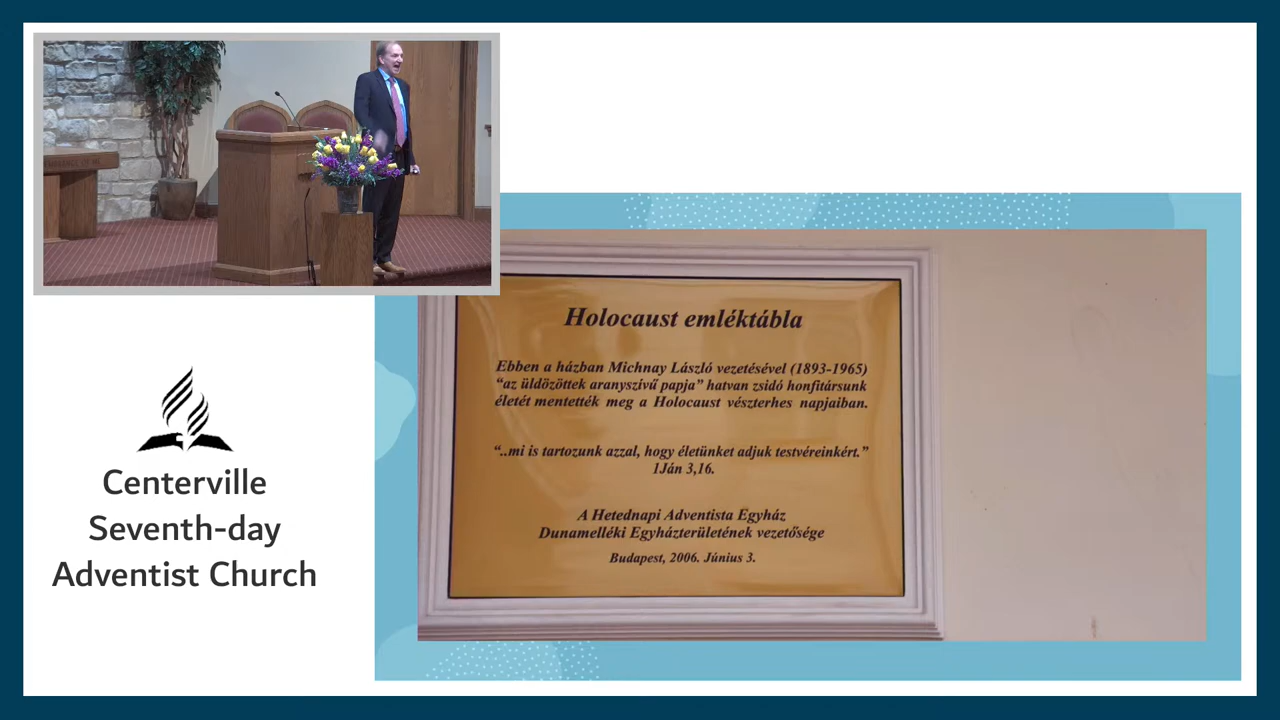 Holocaust emléktábla
Ebben a házban Michnay László vezetésével (1893-1965)
“az üldözöttek aranyszívű papja” hatvan zsidó honfitársunk
életét mentették meg a Holocaust vészterhes napjaiban.
“..mi is tartozunk azzal, hogy életünket adjuk testvéreinkért.”
1Ján 3,16.
A Hetednapi Adventista Egyház
Dunamelléki Egyházterületének vezetősége
Budapest, 2006. Június 3.
Centerville
Seventh-day
Adventist Church